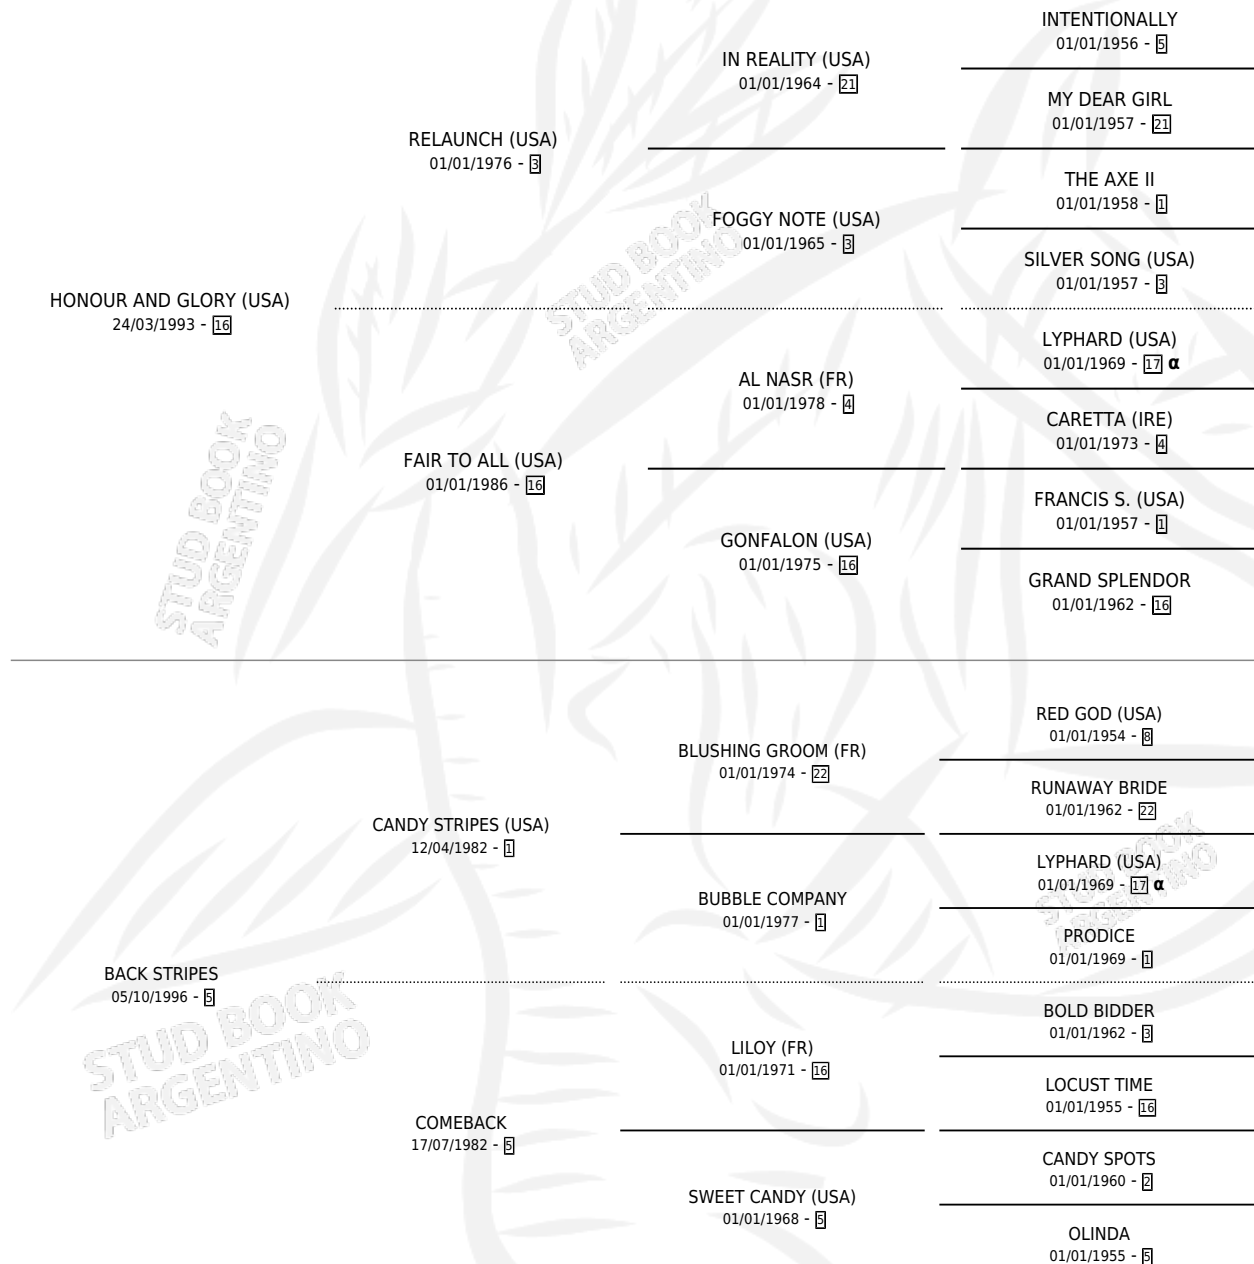 INTENTIONALLY
01/01/1956 - 5
IN REALITY (USA)
01/01/1964 - 21
MY DEAR GIRL
01/01/1957 - 21
RELAUNCH (USA)
01/01/1976 - 3
THE AXE II
01/01/1958 - 1
FOGGY NOTE (USA)
01/01/1965 - 3
SILVER SONG (USA)
01/01/1957 - 3
HONOUR AND GLORY (USA)
24/03/1993 - 16
LYPHARD (USA)
01/01/1969 - 17 α
AL NASR (FR)
01/01/1978 - 4
CARETTA (IRE)
01/01/1973 - 4
FAIR TO ALL (USA)
01/01/1986 - 16
FRANCIS S. (USA)
01/01/1957 - 1
GONFALON (USA)
01/01/1975 - 16
GRAND SPLENDOR
01/01/1962 - 16
RED GOD (USA)
01/01/1954 - 8
BLUSHING GROOM (FR)
01/01/1974 - 22
RUNAWAY BRIDE
01/01/1962 - 22
CANDY STRIPES (USA)
12/04/1982 - 1
LYPHARD (USA)
01/01/1969 - 17 α
BUBBLE COMPANY
01/01/1977 - 1
PRODICE
01/01/1969 - 1
BACK STRIPES
05/10/1996 - 5
BOLD BIDDER
01/01/1962 - 3
LILOY (FR)
01/01/1971 - 16
LOCUST TIME
01/01/1955 - 16
COMEBACK
17/07/1982 - 5
CANDY SPOTS
01/01/1960 - 2
SWEET CANDY (USA)
01/01/1968 - 5
OLINDA
01/01/1955 - 5
STUD BOOK
ARGENTINO
STUD BOOK
ARGENTINO
STUD BOOK
ARGENTINO
STUD BOOK
ARGENTINO